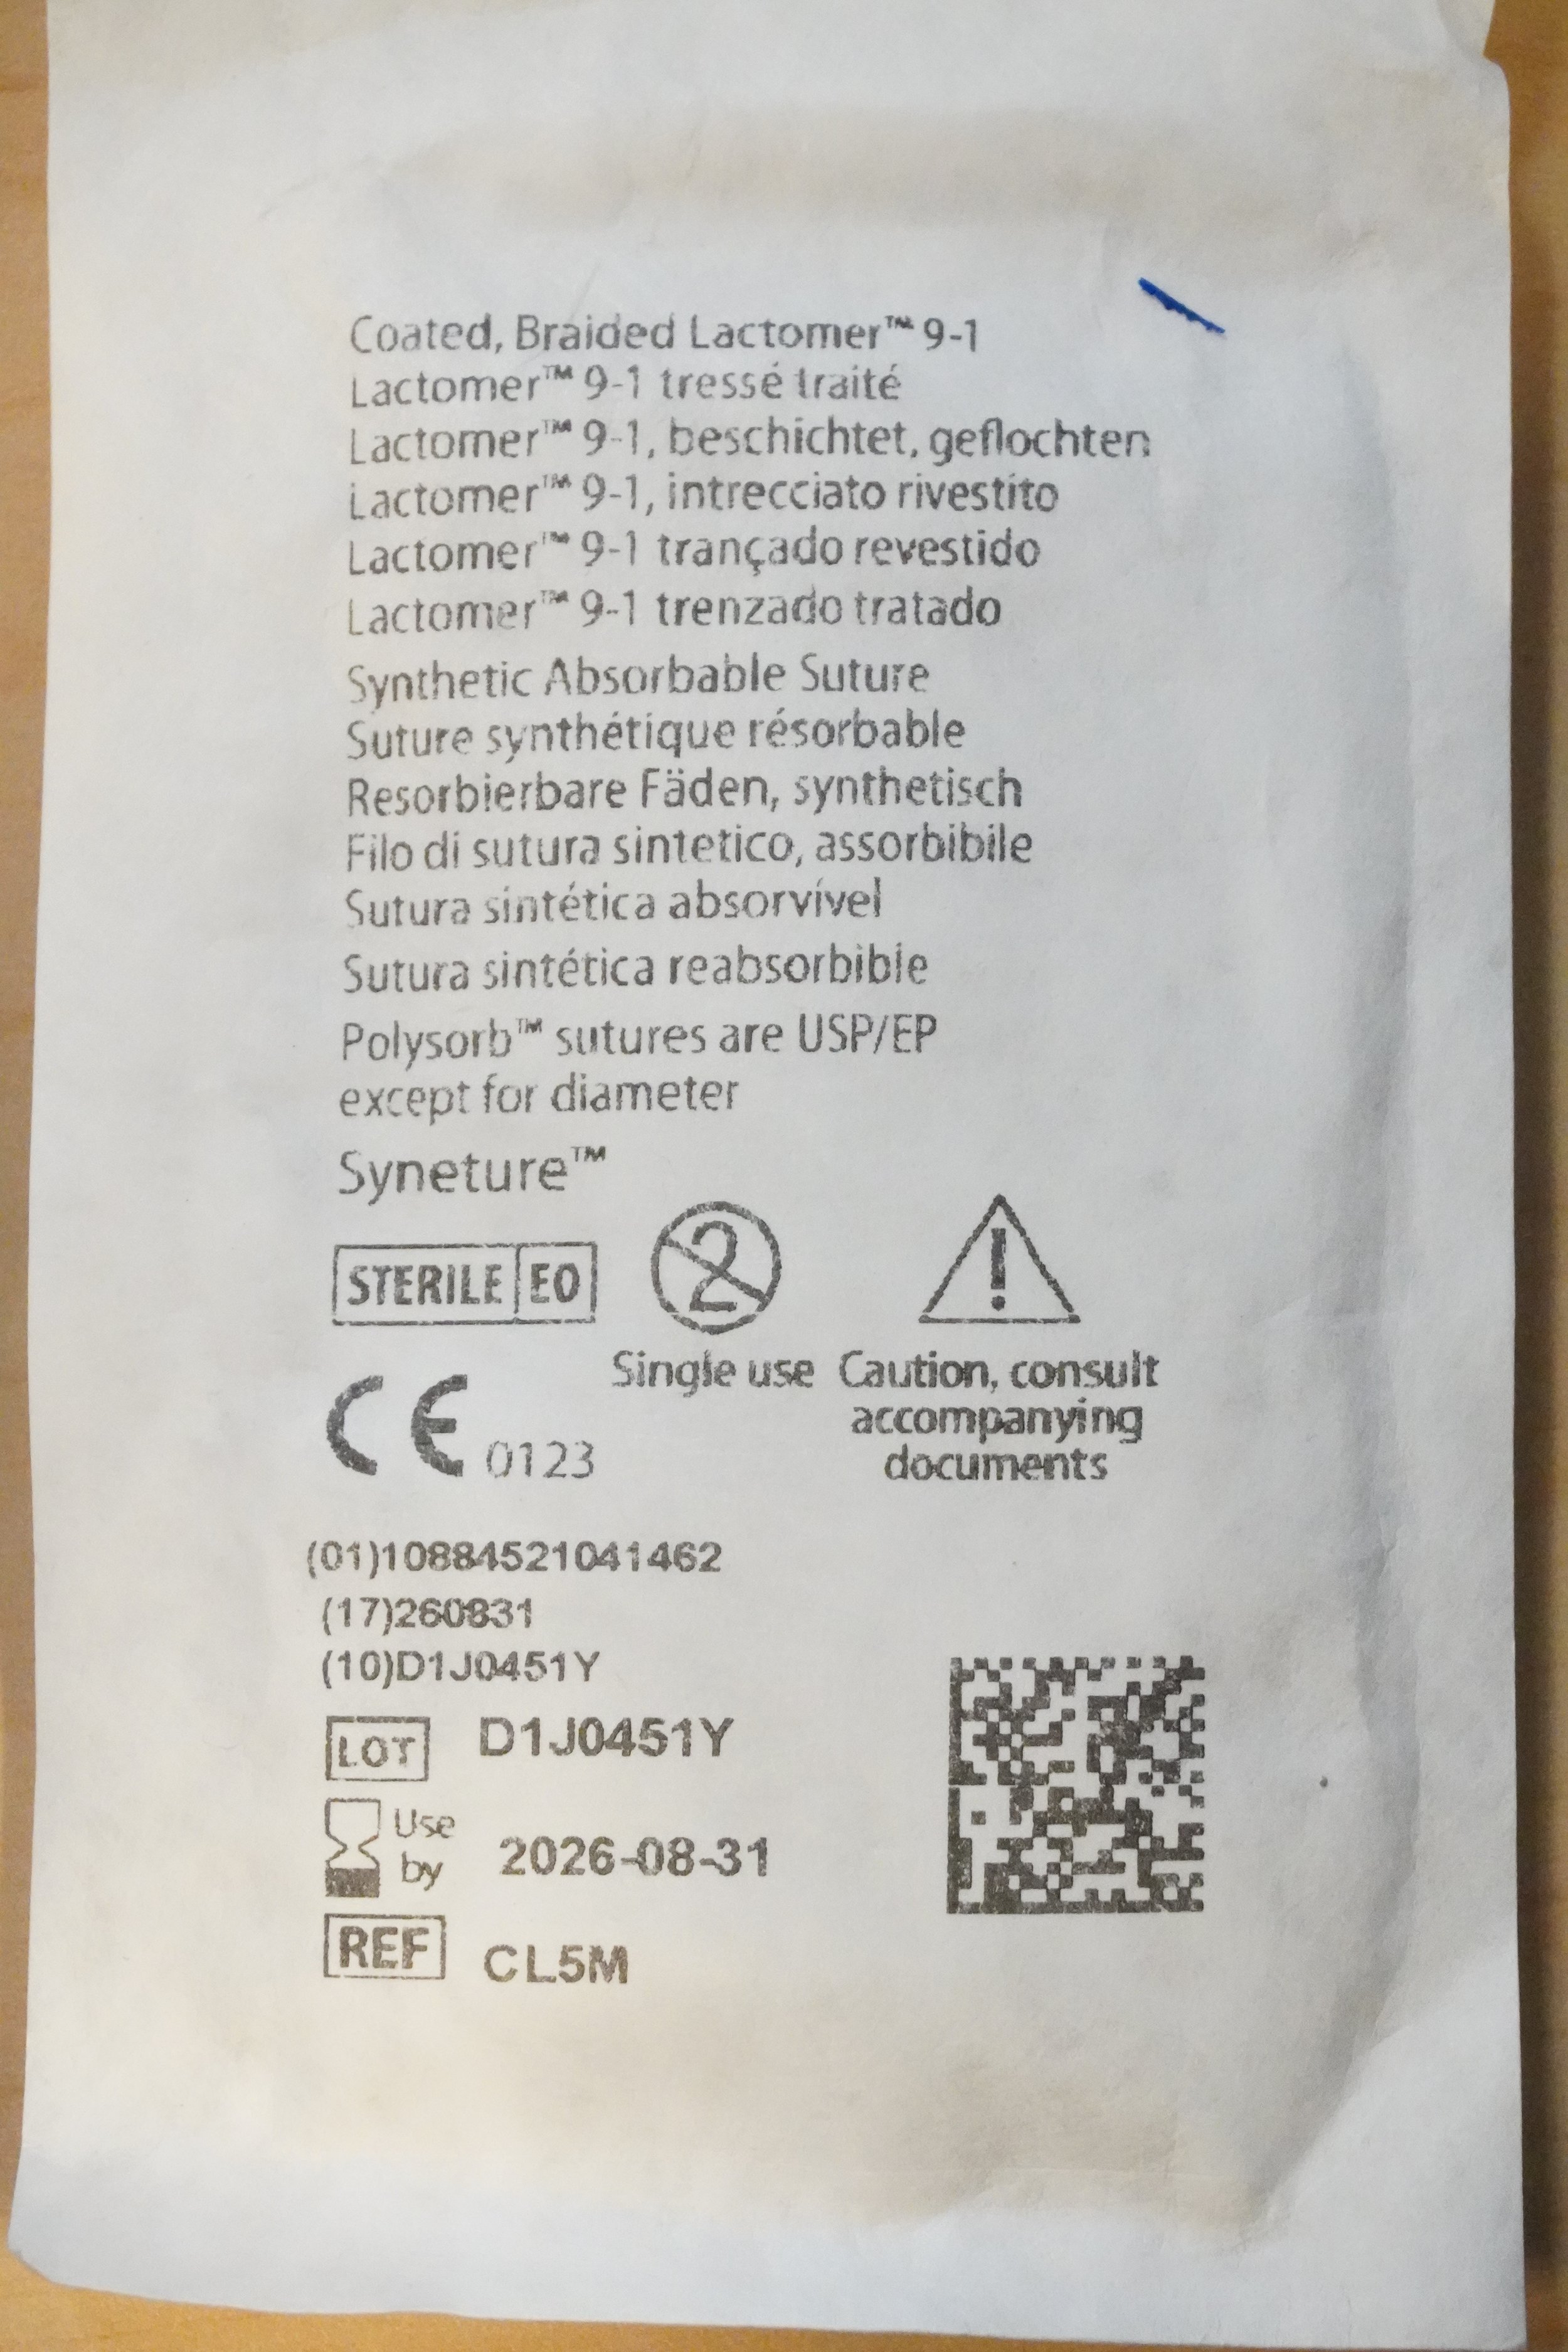 Coated, Braided Lactomer™ 9-1
Lactomer™ 9-1 tressé traité
Lactomer™ 9-1, beschichtet, geflochten
Lactomer™ 9-1, intrecciato rivestito
Lactomer™ 9-1 trançado revestido
Lactomer™ 9-1 trenzado tratado
Synthetic Absorbable Suture
Suture synthétique résorbable
Resorbierbare Fäden, synthetisch
Filo di sutura sintetico, assorbibile
Sutura sintética absorvível
Sutura sintética reabsorbible
Polysorb™ sutures are USP/EP
except for diameter
Syneture™
STERILE EO 2
Single use Caution, consult
accompanying
documents
CE 0123
(01)10884521041462
(17)260831
(10)D1J0451Y
LOT D1J0451Y
Use by 2026-08-31
REF CL5M